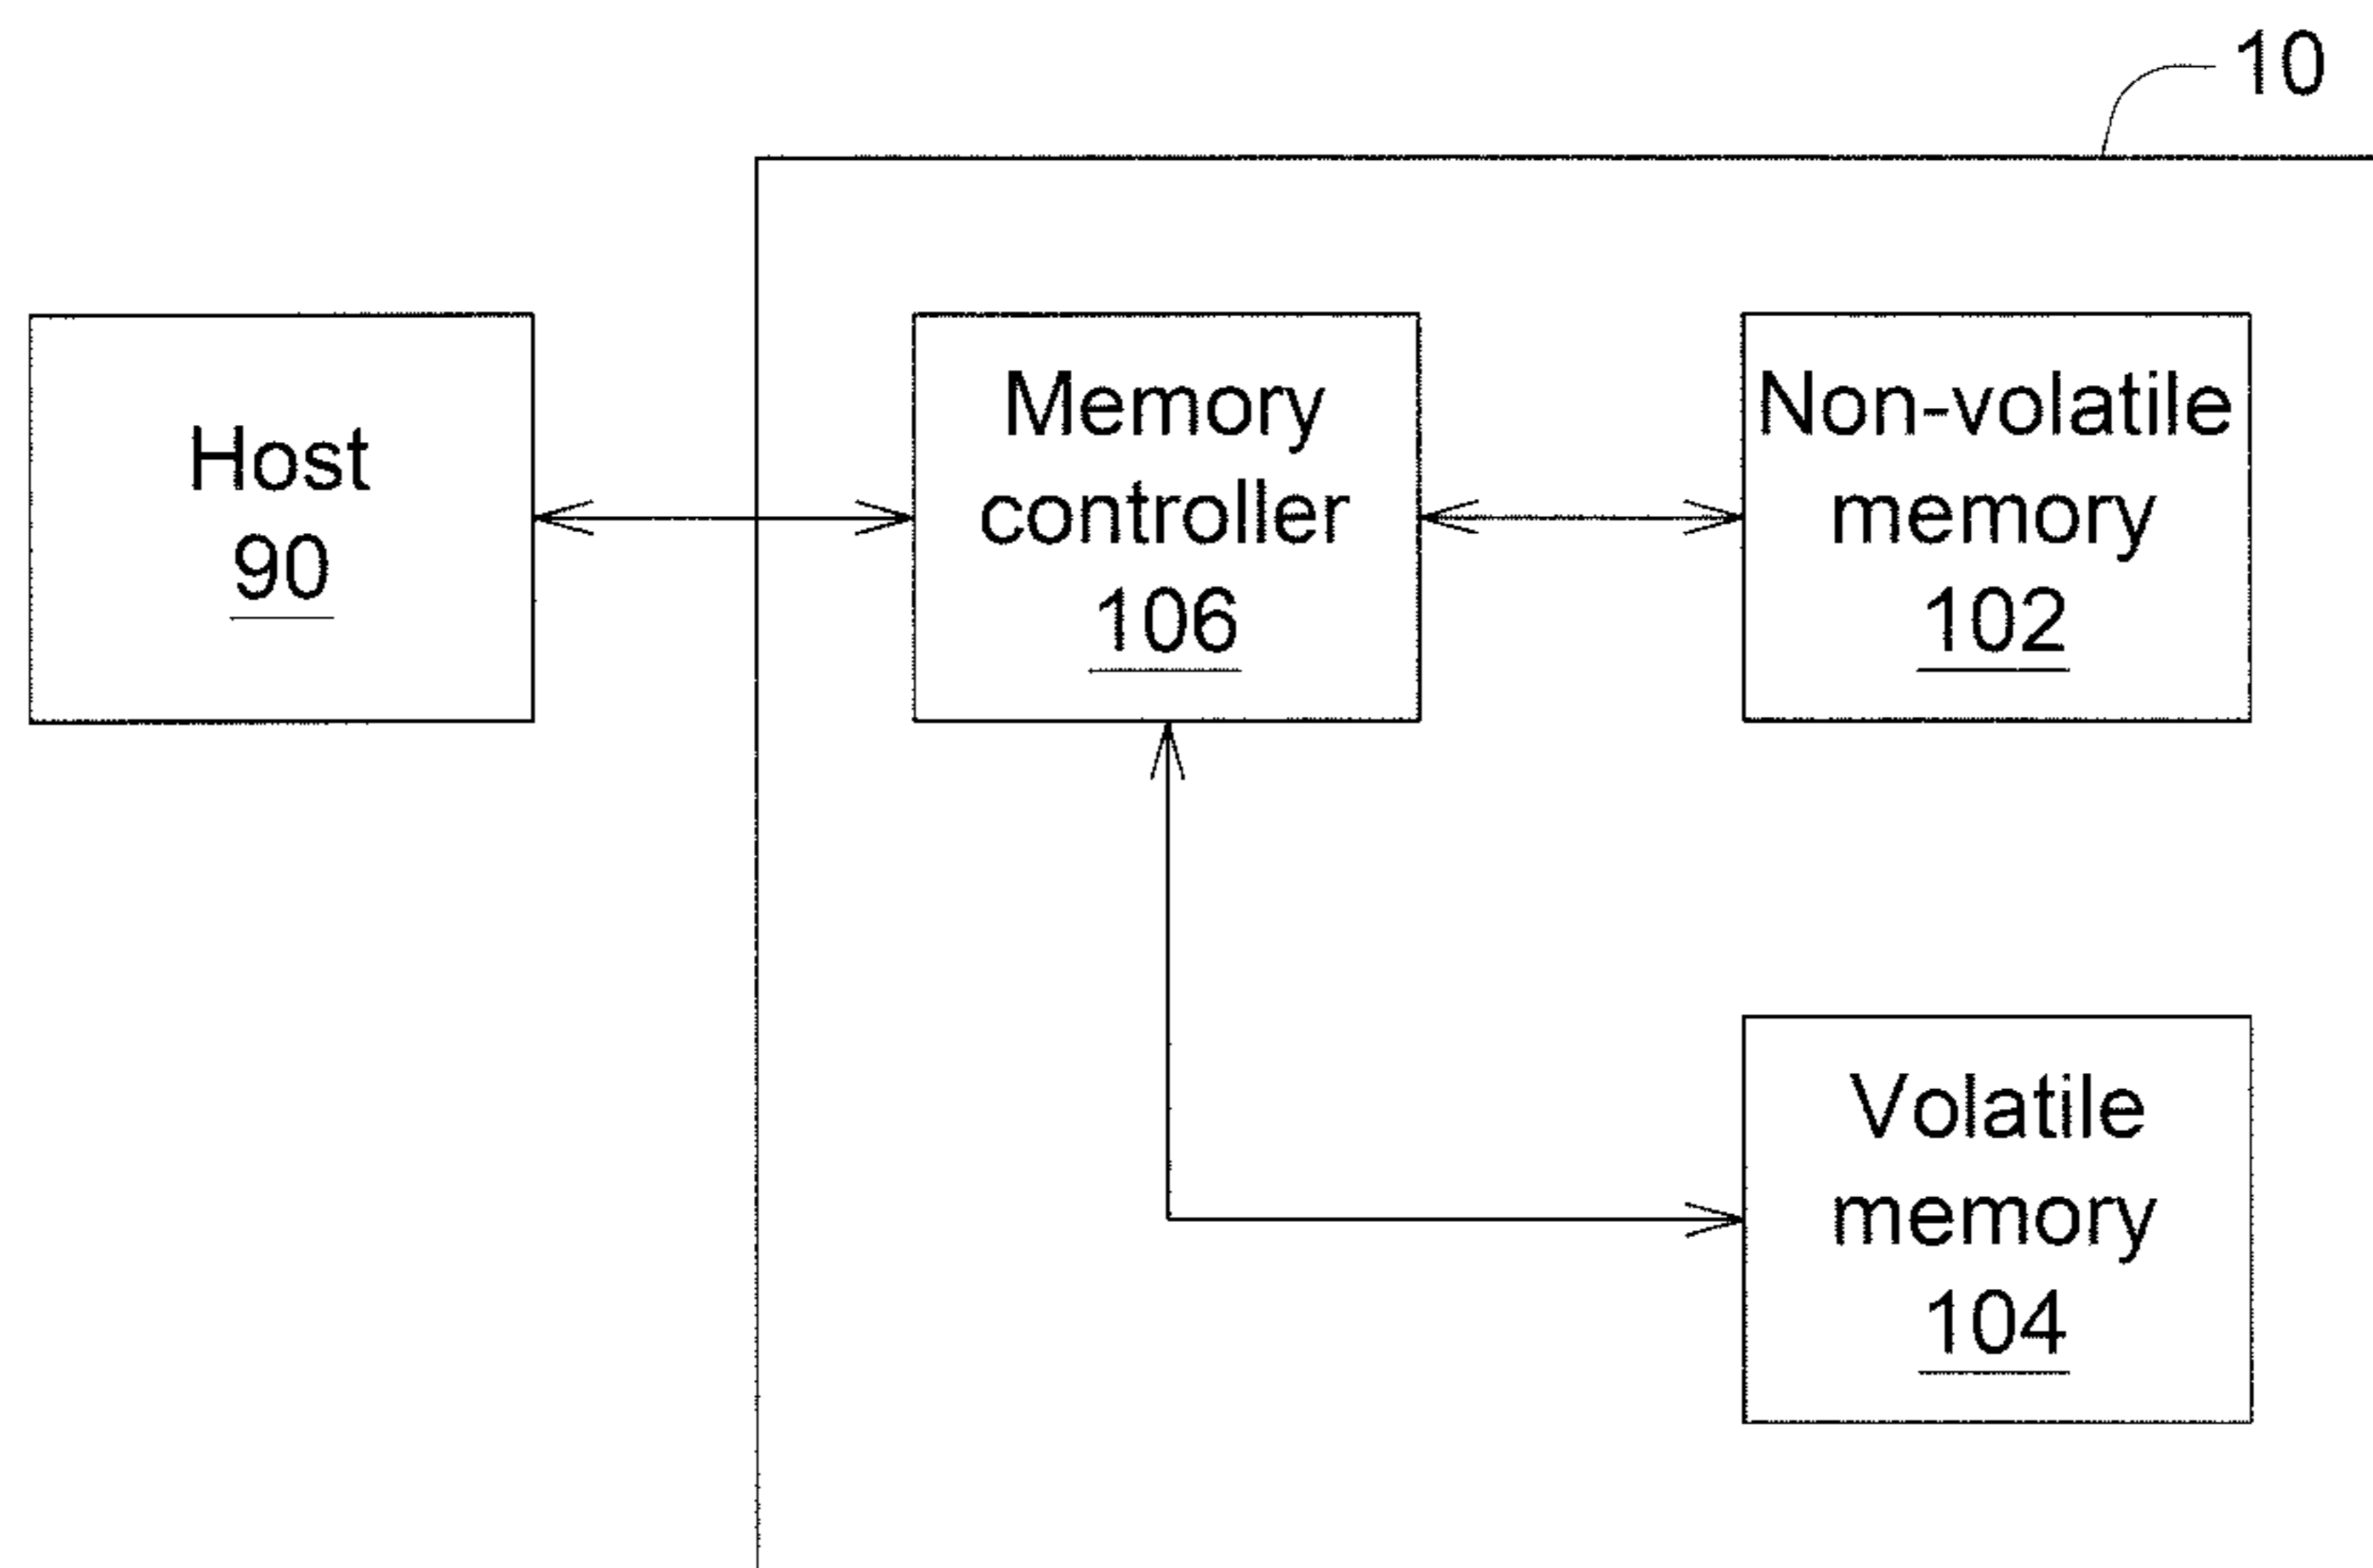 10
Host
90
Memory
controller
106
Non-volatile
memory
102
Volatile
memory
104